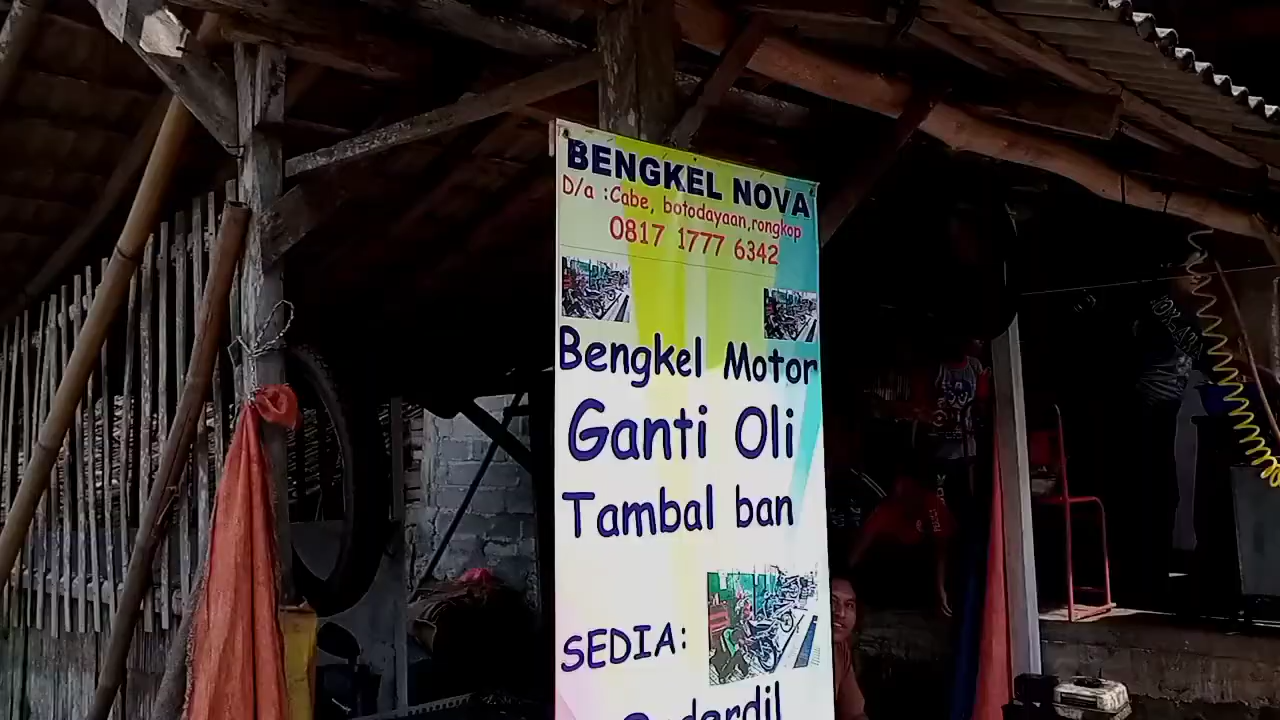 BENGKEL NOVA
D/a :Cabe, botodayaan,rongkop
0817 1777 6342
Bengkel Motor
Ganti Oli
Tambal ban
SEDIA: